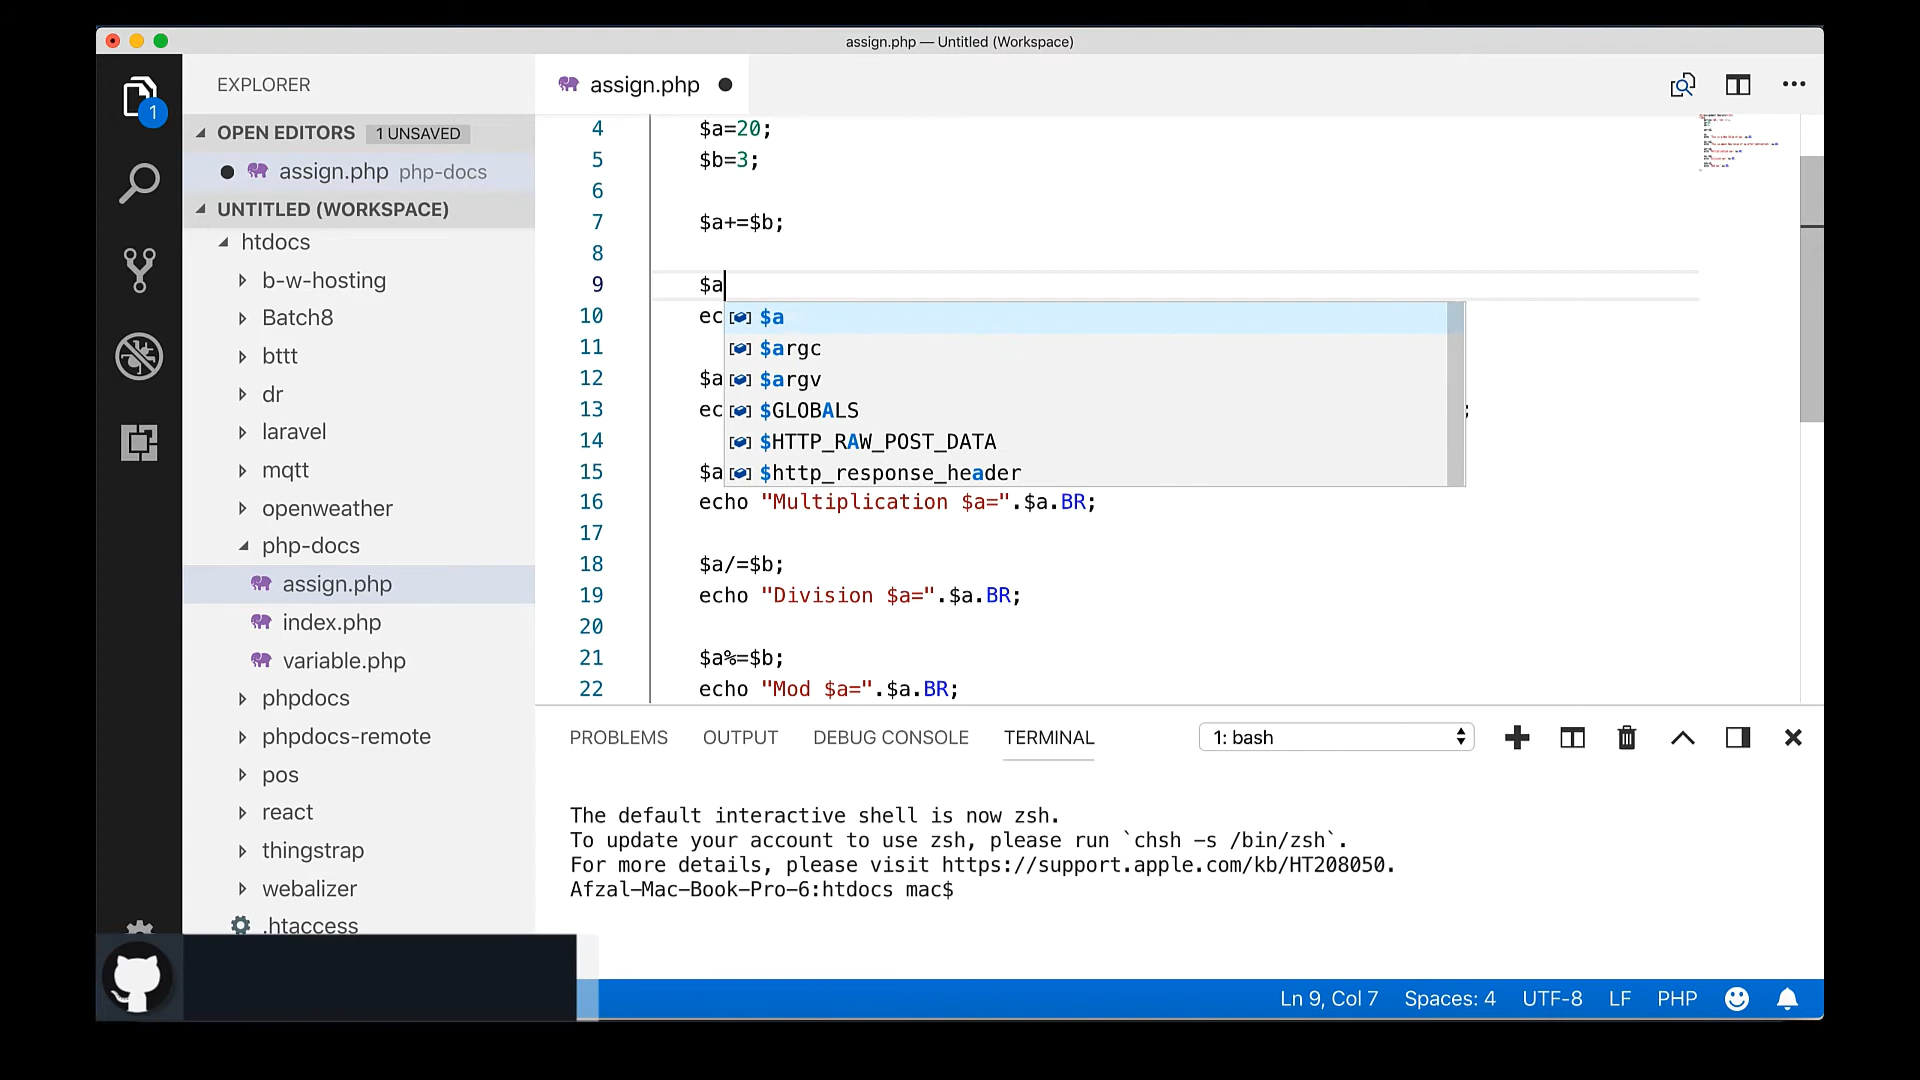 assign.php — Untitled (Workspace)
EXPLORER
OPEN EDITORS 1 UNSAVED
assign.php php-docs
UNTITLED (WORKSPACE)
htdocs
b-w-hosting
Batch8
bttt
dr
laravel
mqtt
openweather
php-docs
assign.php
index.php
variable.php
phpdocs
phpdocs-remote
pos
react
thingstrap
webalizer
.htaccess
1
assign.php
4 $a=20;
5 $b=3;
6
7 $a+=$b;
8
9 $a
10 ec
11
12 $a
13 ec ;
14
15 $a
$a
$argc
$argv
$GLOBALS
$HTTP_RAW_POST_DATA
$http_response_header
16 echo "Multiplication $a=".$a.BR;
17
18 $a/=$b;
19 echo "Division $a=".$a.BR;
20
21 $a%=$b;
22 echo "Mod $a=".$a.BR;
PROBLEMS OUTPUT DEBUG CONSOLE TERMINAL 1: bash
The default interactive shell is now zsh.
To update your account to use zsh, please run `chsh -s /bin/zsh`.
For more details, please visit https://support.apple.com/kb/HT208050.
Afzal-Mac-Book-Pro-6:htdocs mac$
Ln 9, Col 7 Spaces: 4 UTF-8 LF PHP